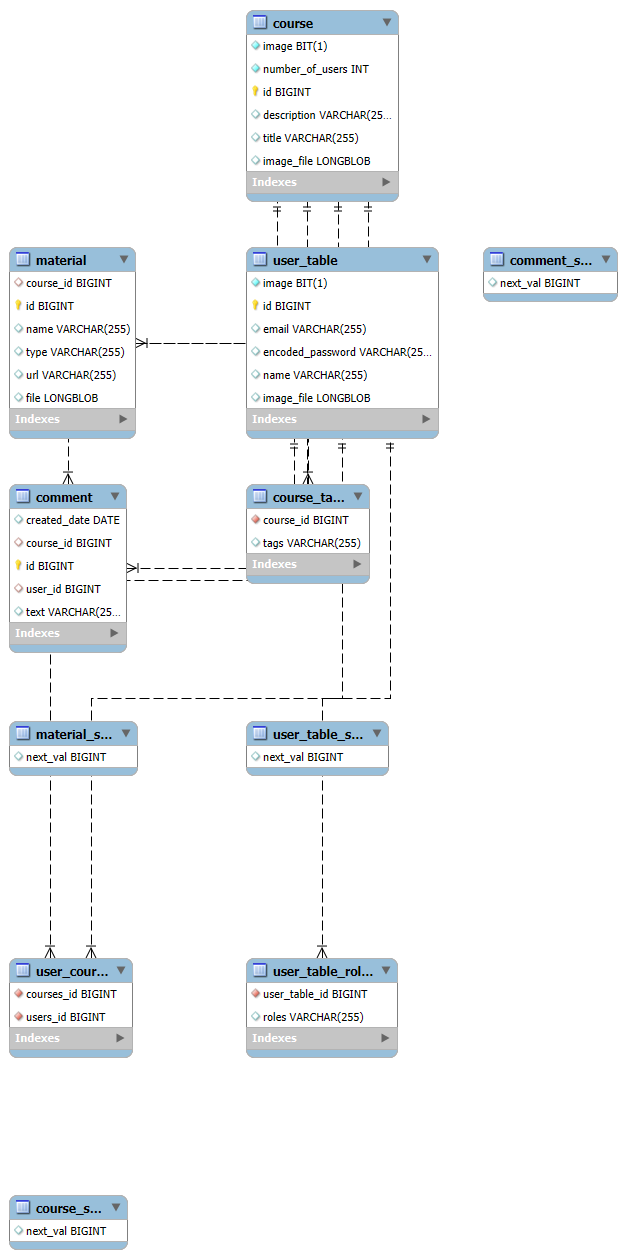 course
image BIT(1)
number_of_users INT
id BIGINT
description VARCHAR(25...
title VARCHAR(255)
image_file LONGBLOB
Indexes
material
course_id BIGINT
id BIGINT
name VARCHAR(255)
type VARCHAR(255)
url VARCHAR(255)
file LONGBLOB
Indexes
user_table
image BIT(1)
id BIGINT
email VARCHAR(255)
encoded_password VARCHAR(25...
name VARCHAR(255)
image_file LONGBLOB
Indexes
comment_s...
next_val BIGINT
comment
created_date DATE
course_id BIGINT
id BIGINT
user_id BIGINT
text VARCHAR(25...
Indexes
course_ta...
course_id BIGINT
tags VARCHAR(255)
Indexes
material_s...
next_val BIGINT
user_table_s...
next_val BIGINT
user_cour...
courses_id BIGINT
users_id BIGINT
Indexes
user_table_rol...
user_table_id BIGINT
roles VARCHAR(255)
Indexes
course_s...
next_val BIGINT